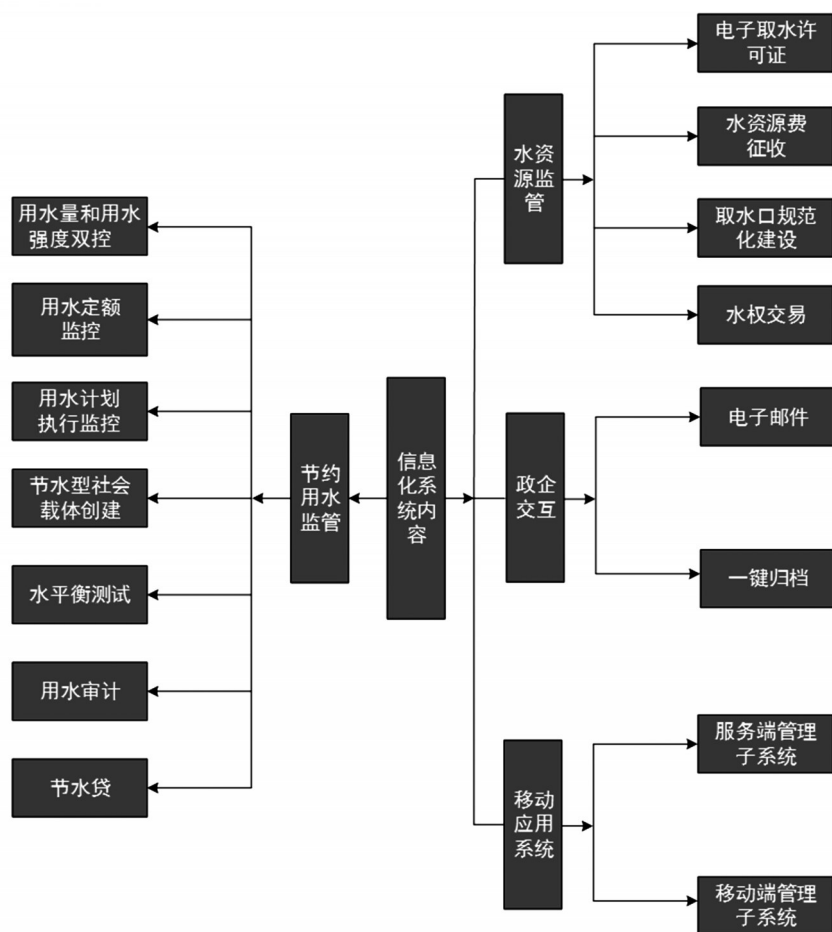 信息
化系
统内
容
节约
用水
监管
用水量和用水
强度双控
用水定额
监控
用水计划
执行监控
节水型社会
载体创建
水平衡测试
用水审计
节水贷
水资
源监
管
电子取水许
可证
水资源费
征收
取水口规范
化建设
水权交易
政企
交互
电子邮件
一键归档
移动
应用
系统
服务端管理
子系统
移动端管理
子系统